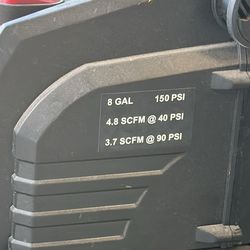 8 GAL 150 PSI
4.8 SCFM @ 40 PSI
3.7 SCFM @ 90 PSI